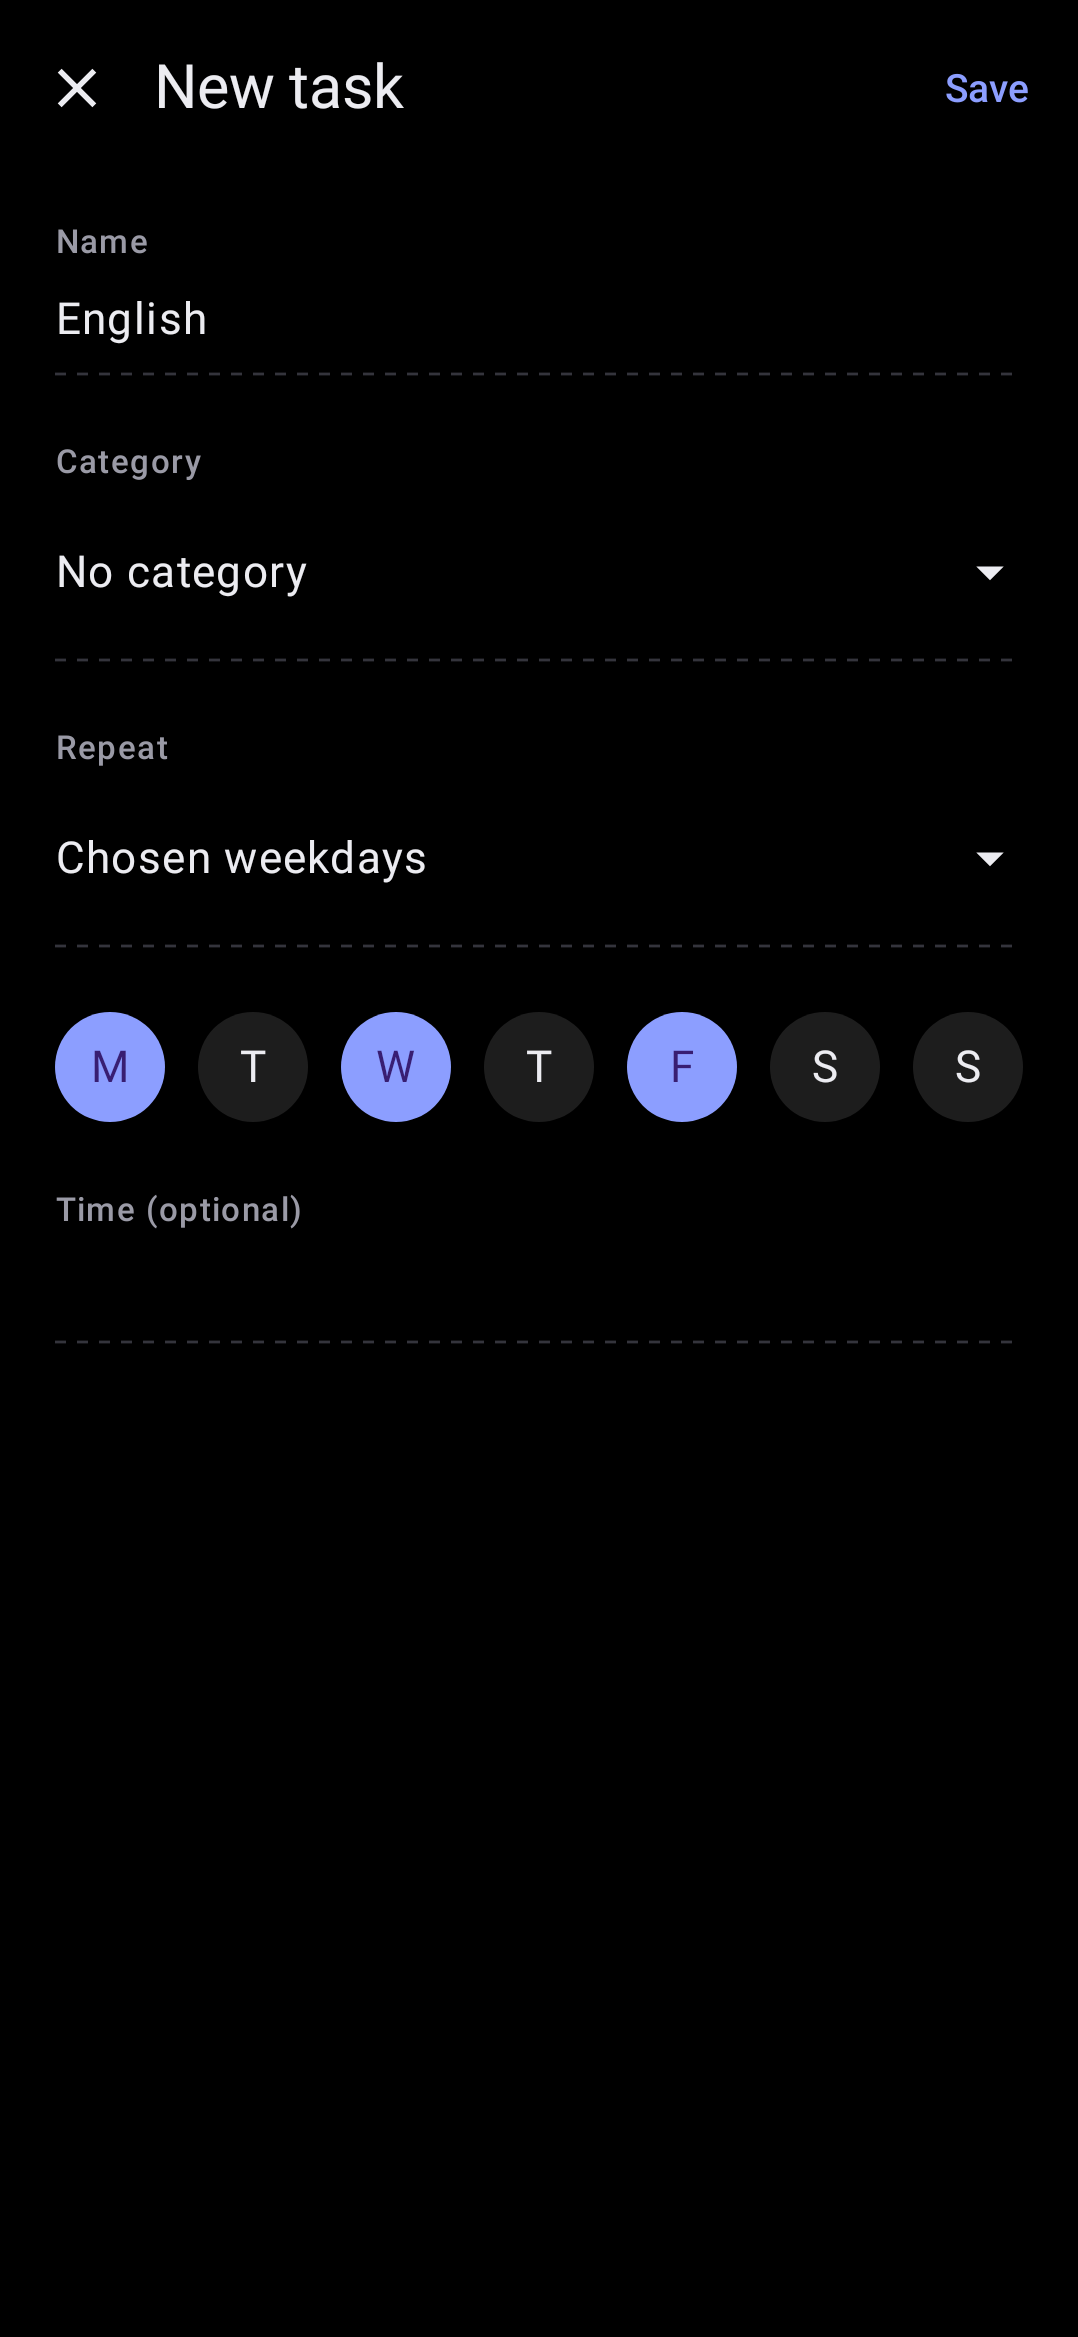 New task
Save
Name
English
Category
No category
Repeat
Chosen weekdays
M T W T F S S
Time (optional)